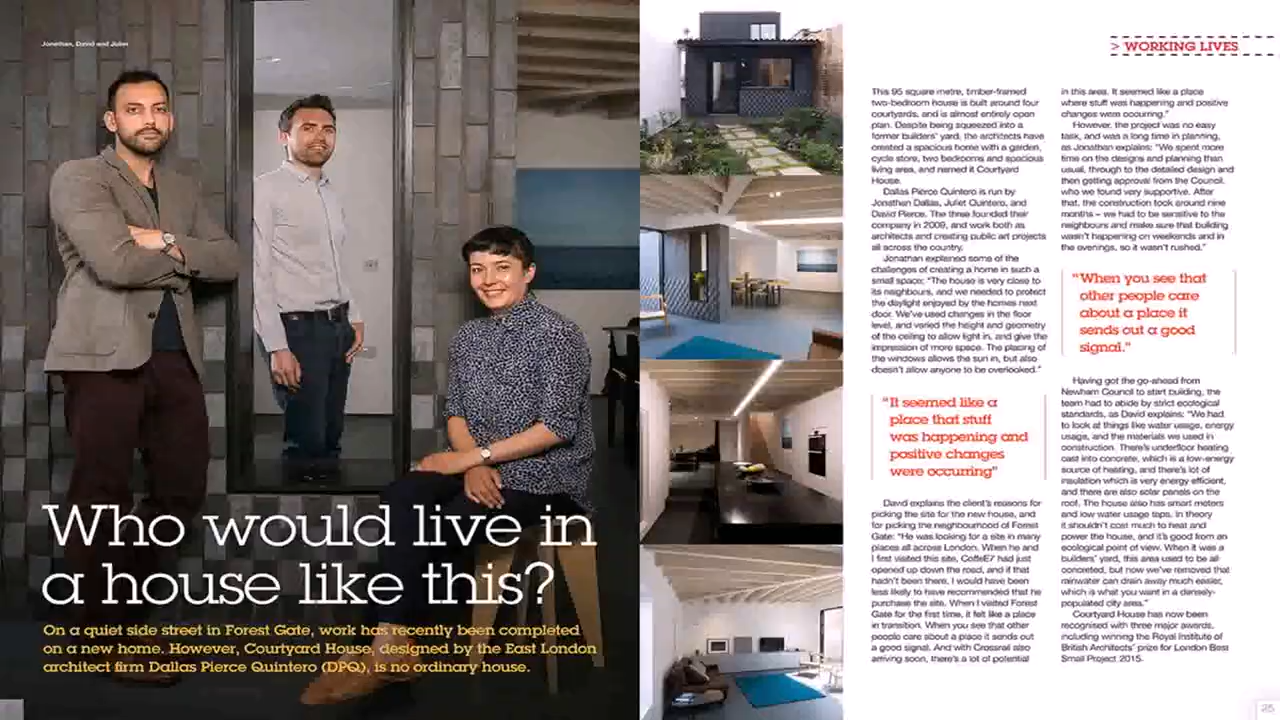 Jonathan, David and Juliet
Who would live in
a house like this?
On a quiet side street in Forest Gate, work has recently been completed
on a new home. However, Courtyard House, designed by the East London
architect firm Dallas Pierce Quintero (DPQ), is no ordinary house.
> WORKING LIVES
This 95 square metre, timber-framed
two-bedroom house is built around four
courtyards, and is almost entirely open
plan. Despite being squeezed into a
former builders' yard, the architects have
created a spacious home with a garden,
cycle store, two bedrooms and spacious
living area, and named it Courtyard
House.
Dallas Pierce Quintero is run by
Jonathan Dallas, Juliet Quintero, and
David Pierce. The three founded their
company in 2009, and work both as
architects and creating public art projects
all across the country.
Jonathan explained some of the
challenges of creating a home in such a
small space: "The house is very close to
its neighbours, and we needed to protect
the daylight enjoyed by the homes next
door. We've used changes in the floor
level, and varied the height and geometry
of the ceiling to allow light in, and give the
impression of more space. The placing of
the windows allows the sun in, but also
doesn't allow anyone to be overlooked."
"It seemed like a
place that stuff
was happening and
positive changes
were occurring"
David explains the client's reasons for
picking the site for the new house, and
for picking the neighbourhood of Forest
Gate: "He was looking for a site in many
places all across London. When he and
I first visited this site, CoffeE7 had just
opened up down the road, and if that
hadn't been there, I would have been
less likely to have recommended that he
purchase the site. When I visited Forest
Gate for the first time, it felt like a place
in transition. When you see that other
people care about a place it sends out
a good signal. And with Crossrail also
arriving soon, there's a lot of potential
in this area. It seemed like a place
where stuff was happening and positive
changes were occurring."
However, the project was no easy
task, and was a long time in planning,
as Jonathan explains: "We spent more
time on the designs and planning than
usual, through to the detailed design and
then getting approval from the Council,
who we found very supportive. After
that, the construction took around nine
months – we had to be sensitive to the
neighbours and make sure that building
wasn't happening on weekends and in
the evenings, so it wasn't rushed."
"When you see that
other people care
about a place it
sends out a good
signal."
Having got the go-ahead from
Newham Council to start building, the
team had to abide by strict ecological
standards, as David explains: "We had
to look at things like water usage, energy
usage, and the materials we used in
construction. There's underfloor heating
cast into concrete, which is a low-energy
source of heating, and there's lot of
insulation which is very energy efficient,
and there are also solar panels on the
roof. The house also has smart meters
and low water usage taps. In theory
it shouldn't cost much to heat and
power the house, and it's good from an
ecological point of view. When it was a
builders' yard, this area used to be all
concreted, but now we've removed that
rainwater can drain away much easier,
which is what you want in a densely-
populated city area."
Courtyard House has now been
recognised with three major awards,
including winning the Royal Institute of
British Architects' prize for London Best
Small Project 2015.
25